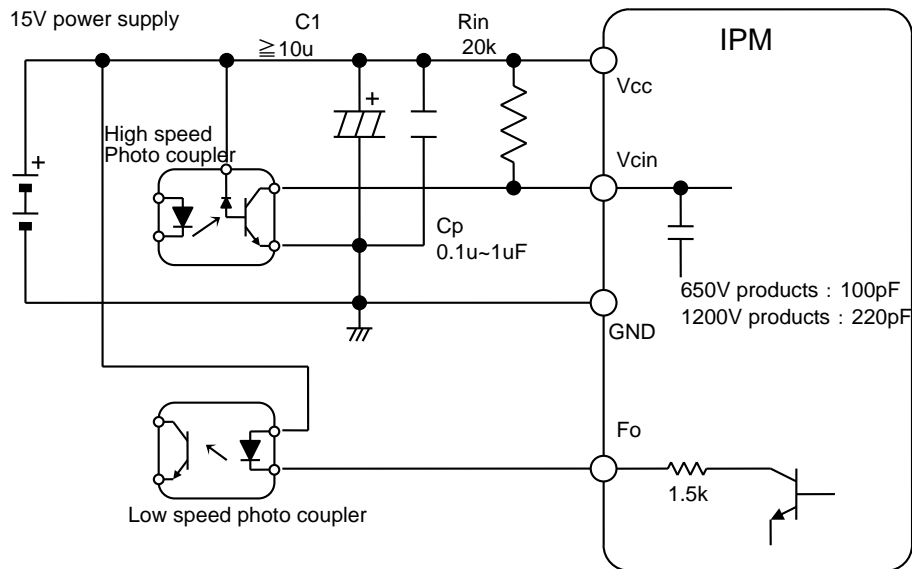 15V power supply
C1
≧10u
Rin
20k
IPM
Vcc
High speed
Photo coupler
+
+
Vcin
Cp
0.1u~1uF
650V products：100pF
1200V products：220pF
GND
Fo
1.5k
Low speed photo coupler